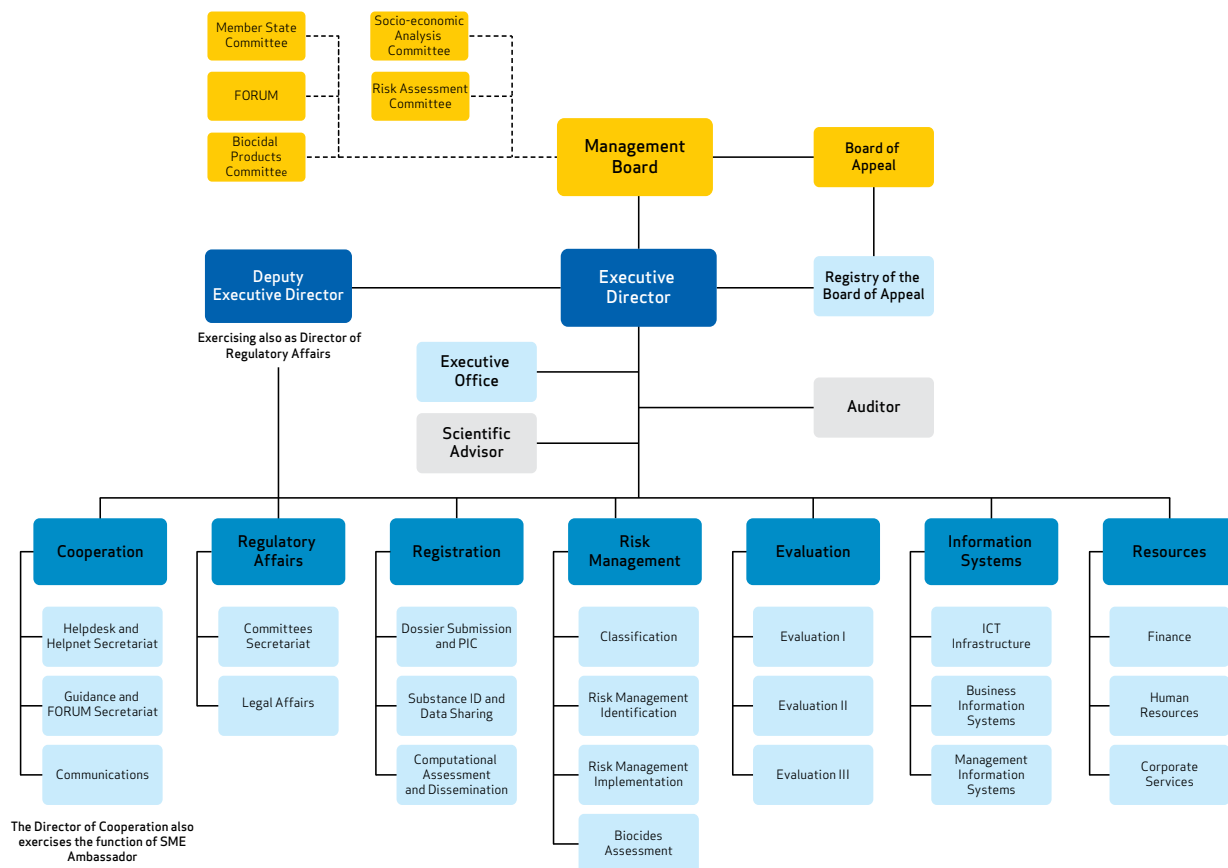 Member State
Committee
Socio-economic
Analysis
Committee
FORUM
Risk Assessment
Committee
Biocidal
Products
Committee
Management
Board
Board of
Appeal
Deputy
Executive Director
Executive
Director
Registry of the
Board of Appeal
Exercising also as Director of
Regulatory Affairs
Executive
Office
Auditor
Scientific
Advisor
Cooperation
Regulatory
Affairs
Registration
Risk
Management
Evaluation
Information
Systems
Resources
Helpdesk and
Helpnet Secretariat
Committees
Secretariat
Dossier Submission
and PIC
Classification
Evaluation I
ICT
Infrastructure
Finance
Guidance and
FORUM Secretariat
Legal Affairs
Substance ID and
Data Sharing
Risk Management
Identification
Evaluation II
Business
Information
Systems
Human
Resources
Communications
Computational
Assessment
and Dissemination
Risk Management
Implementation
Evaluation III
Management
Information
Systems
Corporate
Services
The Director of Cooperation also
exercises the function of SME
Ambassador
Biocides
Assessment